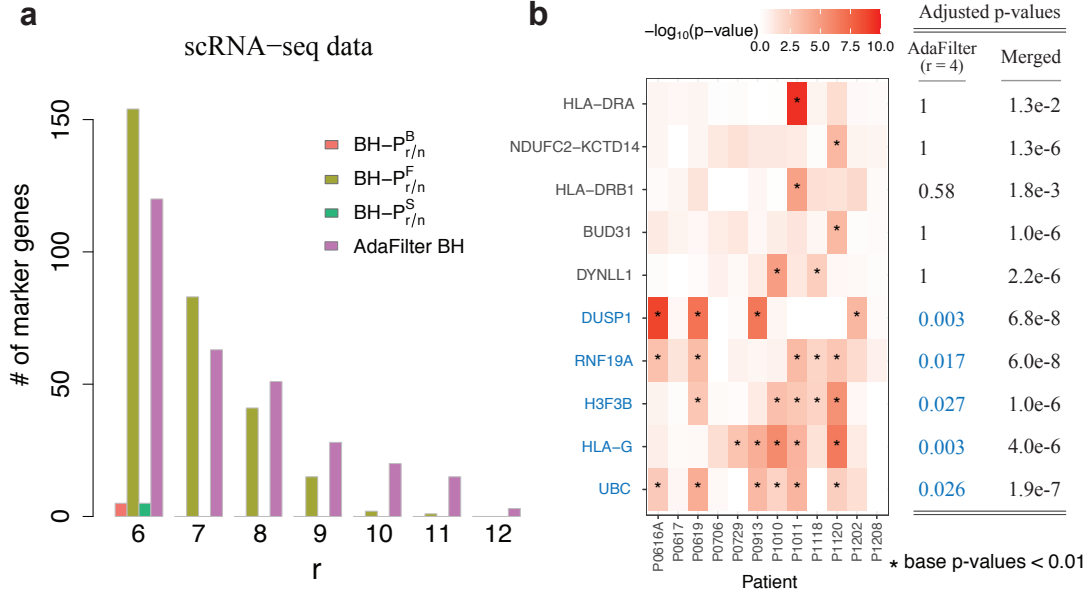 a
scRNA−seq data
# of marker genes
150
100
50
0
BH−P^B_{r/n}
BH−P^F_{r/n}
BH−P^S_{r/n}
AdaFilter BH
6 7 8 9 10 11 12
r
b
−log10(p−value)
0.0 2.5 5.0 7.5 10.0
Adjusted p-values
AdaFilter (r = 4) Merged
HLA−DRA * 1 1.3e-2
NDUFC2−KCTD14 * 1 1.3e-6
HLA−DRB1 * 0.58 1.8e-3
BUD31 * 1 1.0e-6
DYNLL1 * * 1 2.2e-6
DUSP1 * * * * 0.003 6.8e-8
RNF19A * * * * * 0.017 6.0e-8
H3F3B * * * * * 0.027 1.0e-6
HLA−G * * * * * 0.003 4.0e-6
UBC * * * * * * 0.026 1.9e-7
P0616A P0617 P0619 P0706 P0729 P0913 P1010 P1011 P1118 P1120 P1202 P1208
Patient
* base p-values < 0.01